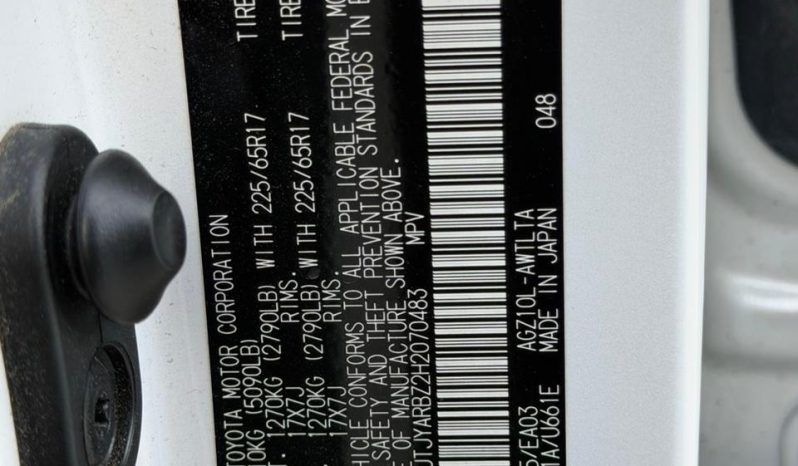 TOYOTA MOTOR CORPORATION
0KG (5090LB)
T. 1270KG (2790LB) WITH 225/65R17 TIRE
17X7J RIMS.
1270KG (2790LB) WITH 225/65R17 TIRE
17X7J RIMS.
HICLE CONFORMS TO ALL APPLICABLE FEDERAL MO
SAFETY AND THEFT PREVENTION STANDARDS IN E
E OF MANUFACTURE SHOWN ABOVE.
JTJYARBZ2H2070483 MPV
5/EA03 AGZ10L-AWTLTA 048
1A/U661E MADE IN JAPAN